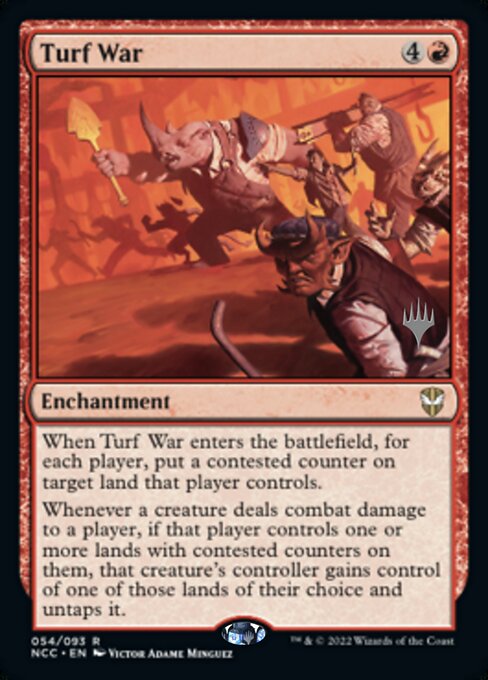 Turf War 4
Enchantment
When Turf War enters the battlefield, for
each player, put a contested counter on
target land that player controls.
Whenever a creature deals combat damage
to a player, if that player controls one or
more lands with contested counters on
them, that creature's controller gains control
of one of those lands of their choice and
untaps it.
054/093 R
NCC • EN Victor Adame Minguez
™ & © 2022 Wizards of the Coast